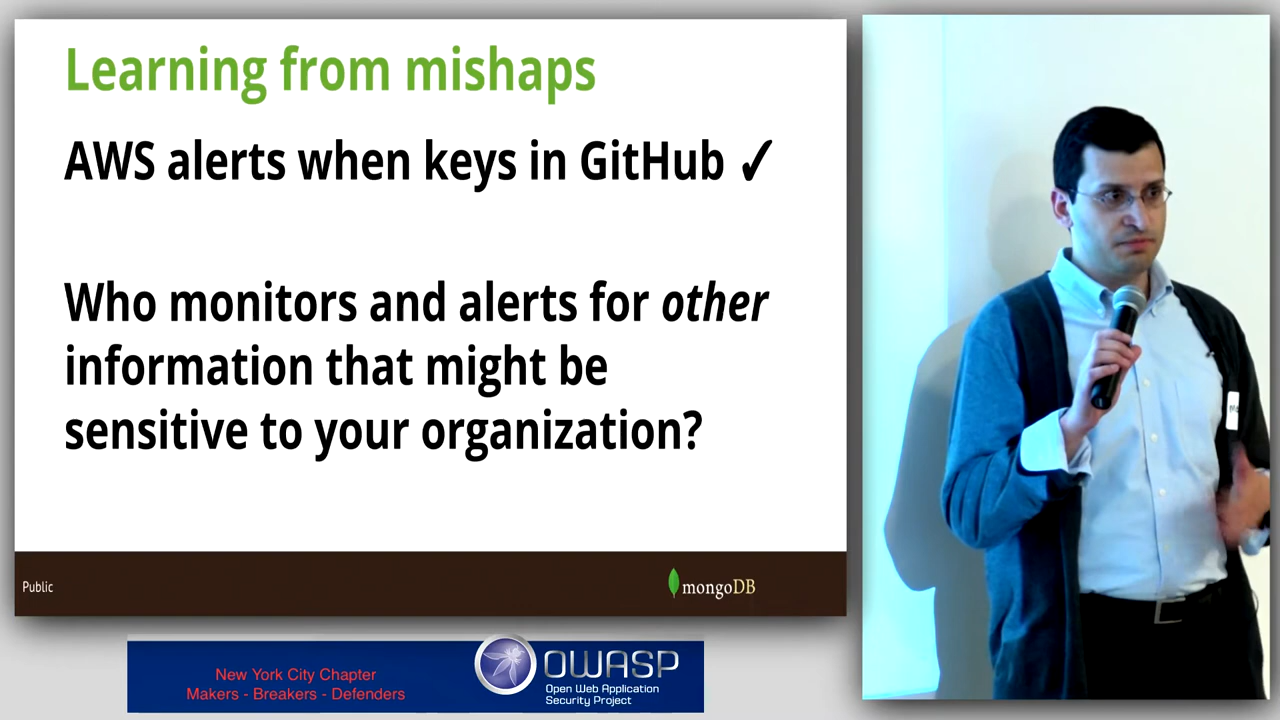 Learning from mishaps
AWS alerts when keys in GitHub ✓
Who monitors and alerts for other
information that might be
sensitive to your organization?
Public
mongoDB
New York City Chapter
Makers - Breakers - Defenders
OWASP
Open Web Application
Security Project